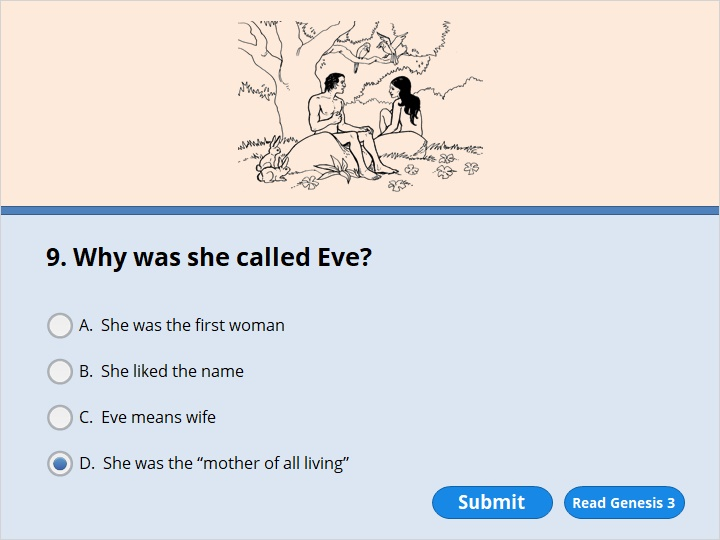 9. Why was she called Eve?
A. She was the first woman
B. She liked the name
C. Eve means wife
D. She was the “mother of all living”
Submit
Read Genesis 3